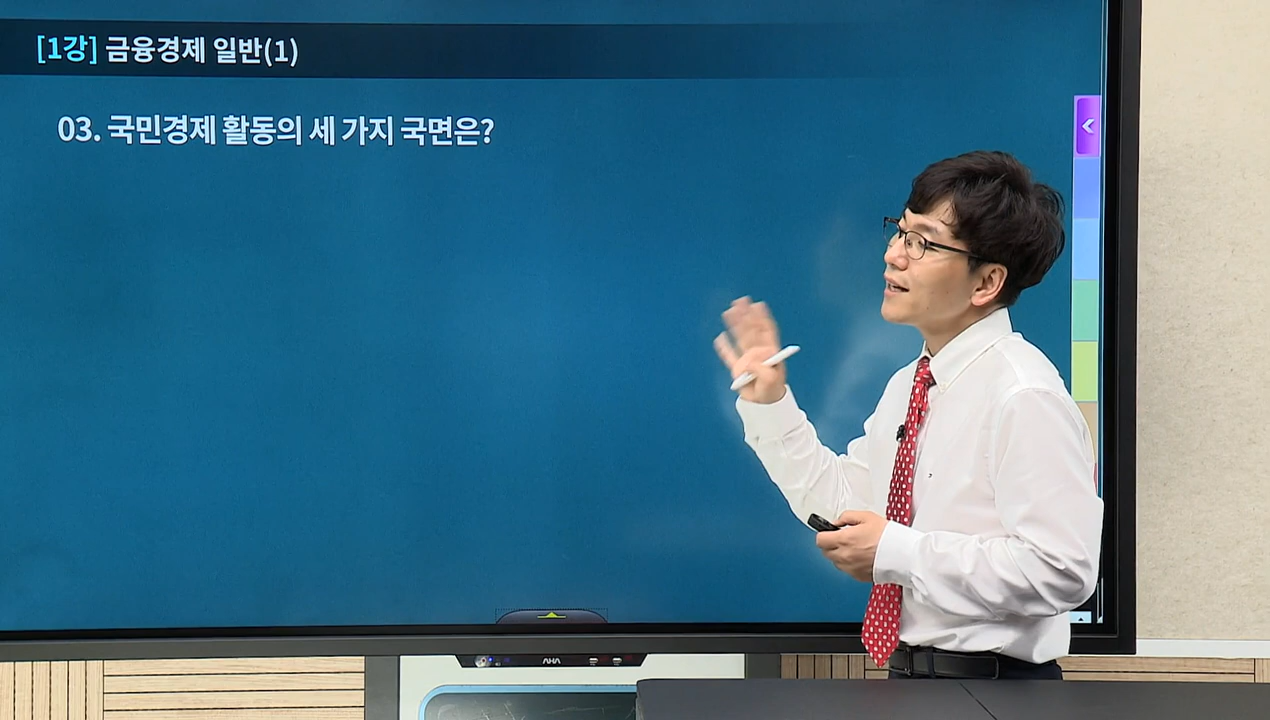 [1강] 금융경제 일반(1)
03. 국민경제 활동의 세 가지 국면은?
AHA